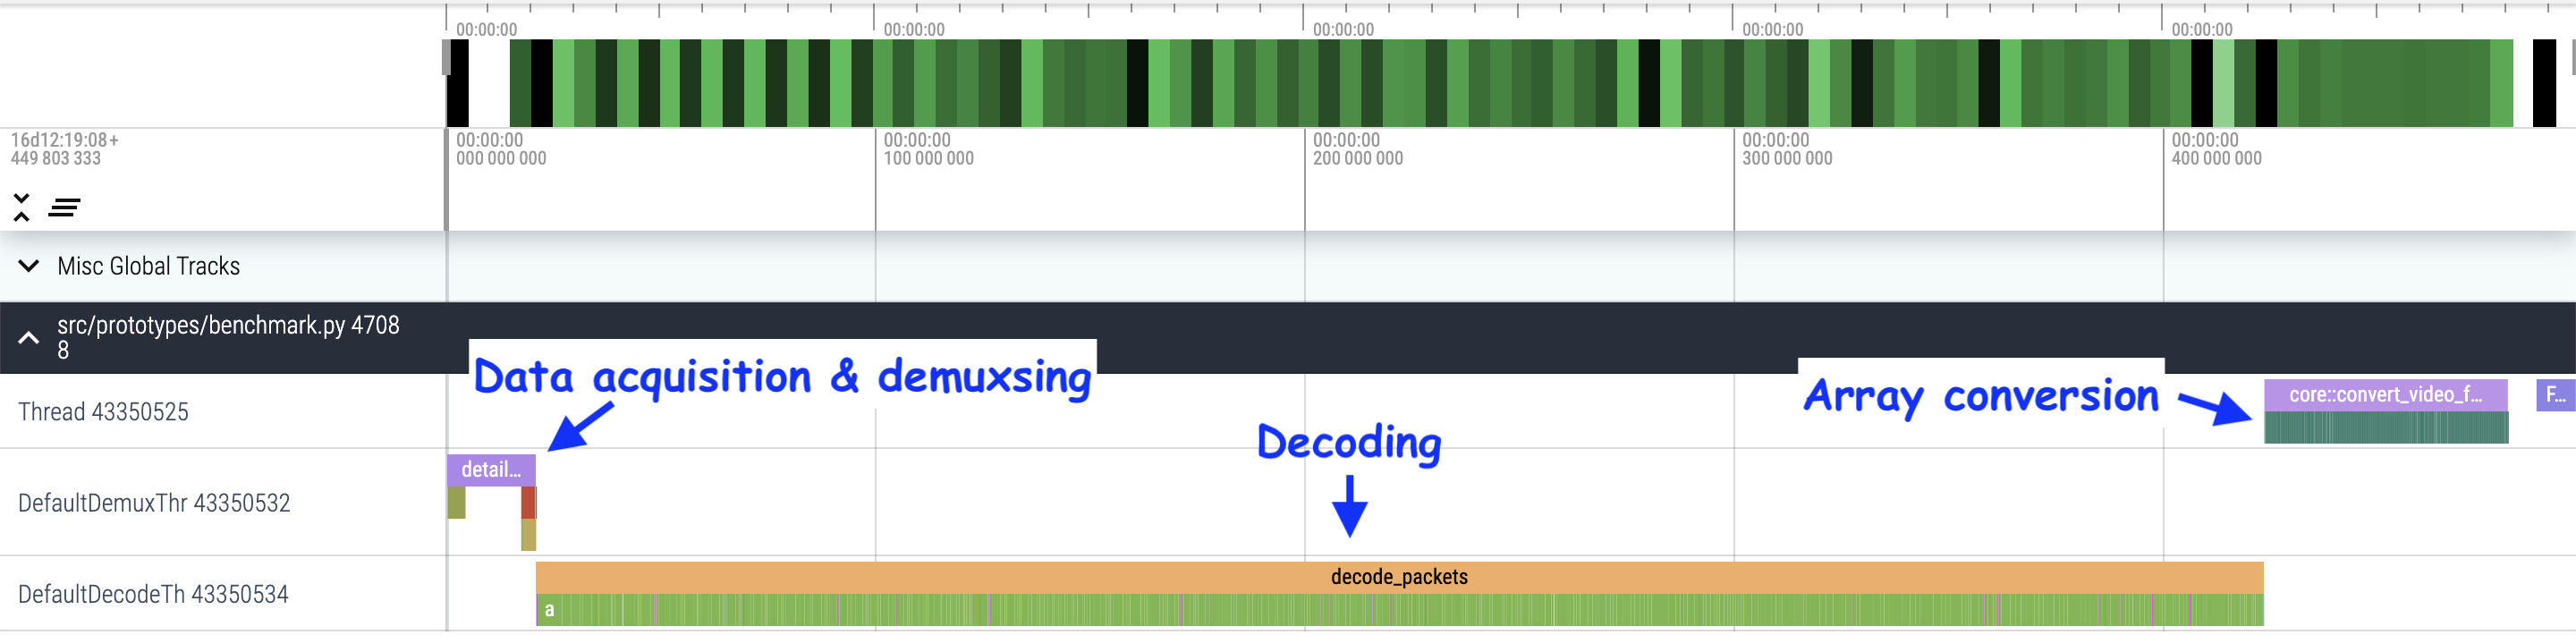 00:00:00 00:00:00 00:00:00 00:00:00 00:00:00
16d12:19:08+ 00:00:00 00:00:00 00:00:00 00:00:00 00:00:00
449 803 333 000 000 000 100 000 000 200 000 000 300 000 000 400 000 000
Misc Global Tracks
src/prototypes/benchmark.py 4708
8
Data acquisition & demuxsing
Array conversion
Thread 43350525
core::convert_video_f...
F...
Decoding
detail...
DefaultDemuxThr 43350532
decode_packets
DefaultDecodeTh 43350534
a